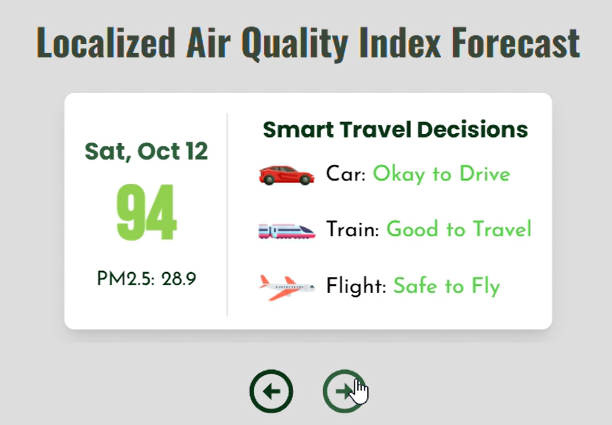 Localized Air Quality Index Forecast
Sat, Oct 12
94
PM2.5: 28.9
Smart Travel Decisions
Car: Okay to Drive
Train: Good to Travel
Flight: Safe to Fly